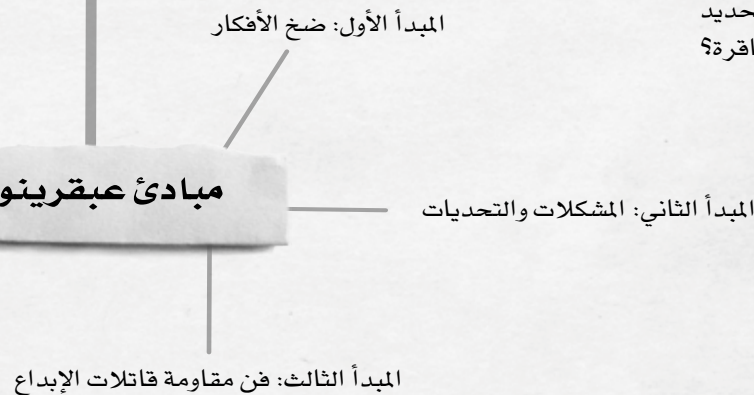 المبدأ الأول: ضخ الأفكار
مبادئ عبقرينو
المبدأ الثاني: المشكلات والتحديات
المبدأ الثالث: فن مقاومة قاتلات الإبداع